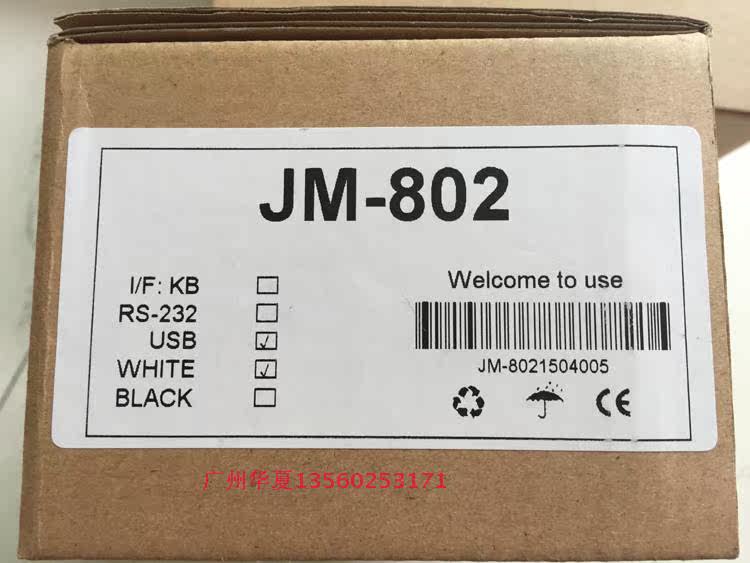 JM-802
I/F: KB
RS-232
USB
WHITE
BLACK
Welcome to use
JM-8021504005
CE
广州华夏13560253171